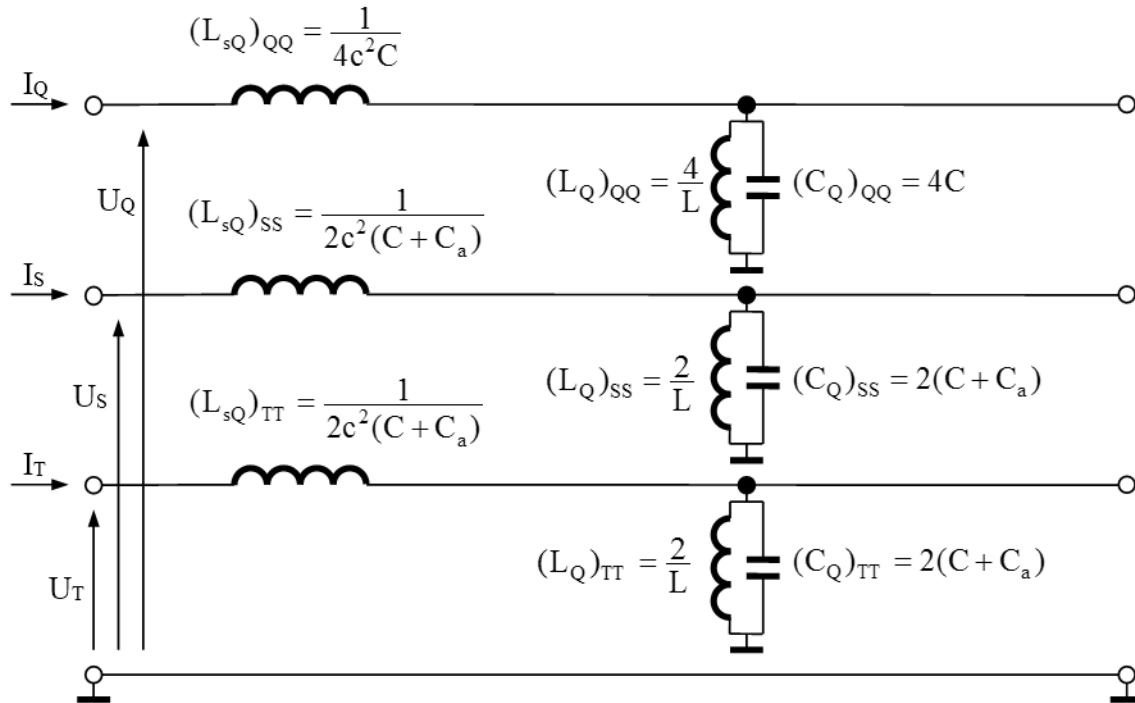 (L_sQ)_QQ = 1/(4c²C)
I_Q
U_Q
(L_Q)_QQ = 4/L
(C_Q)_QQ = 4C
(L_sQ)_SS = 1/(2c²(C + C_a))
I_S
U_S
(L_Q)_SS = 2/L
(C_Q)_SS = 2(C + C_a)
(L_sQ)_TT = 1/(2c²(C + C_a))
I_T
U_T
(L_Q)_TT = 2/L
(C_Q)_TT = 2(C + C_a)